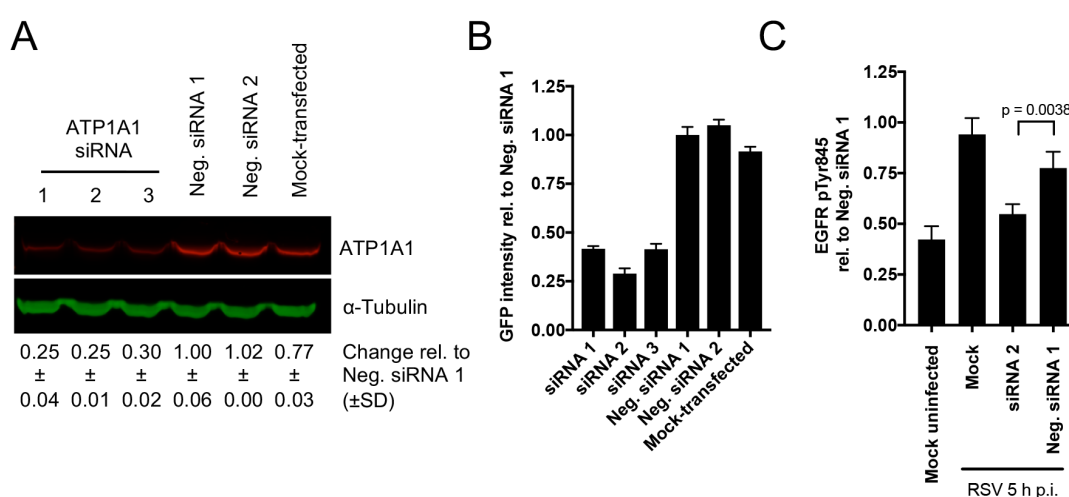 A
ATP1A1
siRNA
1 2 3
Neg. siRNA 1
Neg. siRNA 2
Mock-transfected
ATP1A1
α-Tubulin
0.25 0.25 0.30 1.00 1.02 0.77 Change rel. to
± ± ± ± ± ± Neg. siRNA 1
0.04 0.01 0.02 0.06 0.00 0.03 (±SD)
B
GFP intensity rel. to Neg. siRNA 1
1.25
1.00
0.75
0.50
0.25
0.00
siRNA 1
siRNA 2
siRNA 3
Neg. siRNA 1
Neg. siRNA 2
Mock-transfected
C
EGFR pTyr845
rel. to Neg. siRNA 1
1.25
1.00
0.75
0.50
0.25
0.00
p = 0.0038
Mock uninfected
Mock
siRNA 2
Neg. siRNA 1
RSV 5 h p.i.